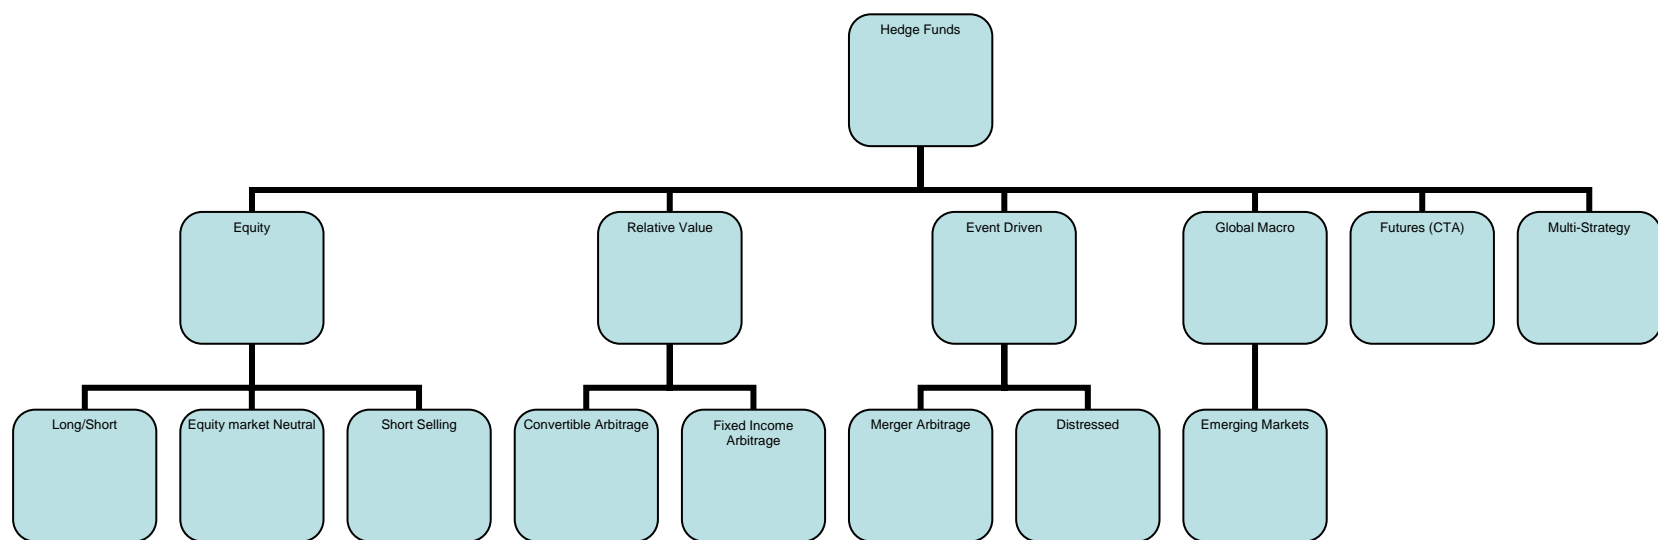 Hedge Funds
Equity
Relative Value
Event Driven
Global Macro
Futures (CTA)
Multi-Strategy
Long/Short
Equity market Neutral
Short Selling
Convertible Arbitrage
Fixed Income
Arbitrage
Merger Arbitrage
Distressed
Emerging Markets